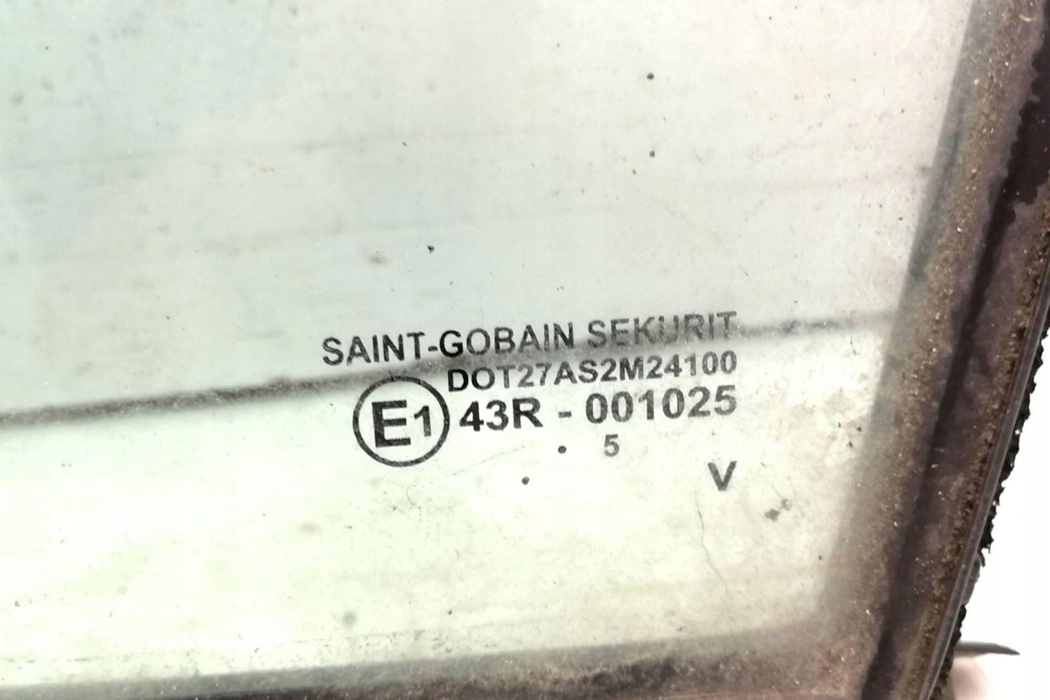 SAINT-GOBAIN SEKURIT
DOT27AS2M24100
E1 43R - 001025
. 5
.
V